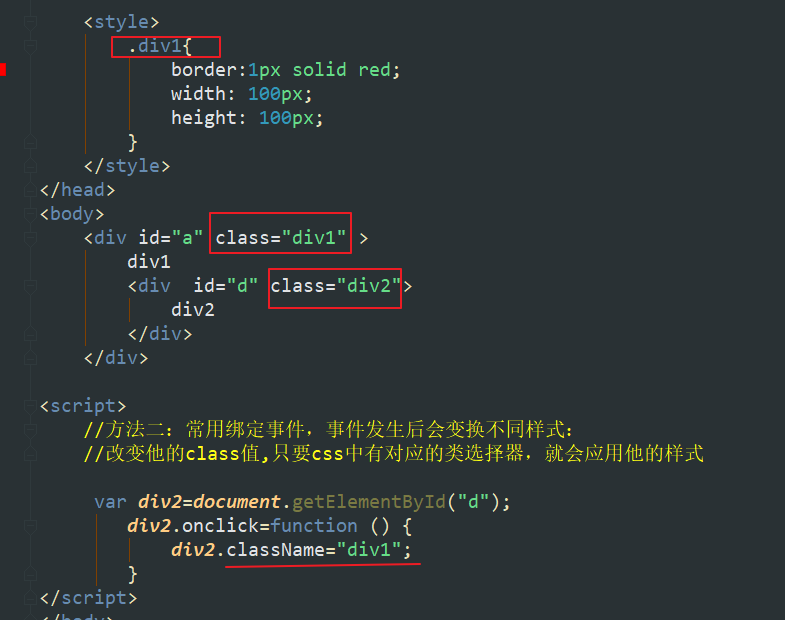 <style>
.div1{
border:1px solid red;
width: 100px;
height: 100px;
}
</style>
</head>
<body>
<div id="a" class="div1" >
div1
<div  id="d" class="div2">
div2
</div>
</div>
<script>
//方法二：常用绑定事件，事件发生后会变换不同样式：
//改变他的class值,只要css中有对应的类选择器，就会应用他的样式
var div2=document.getElementById("d");
div2.onclick=function () {
div2.className="div1";
}
</script>